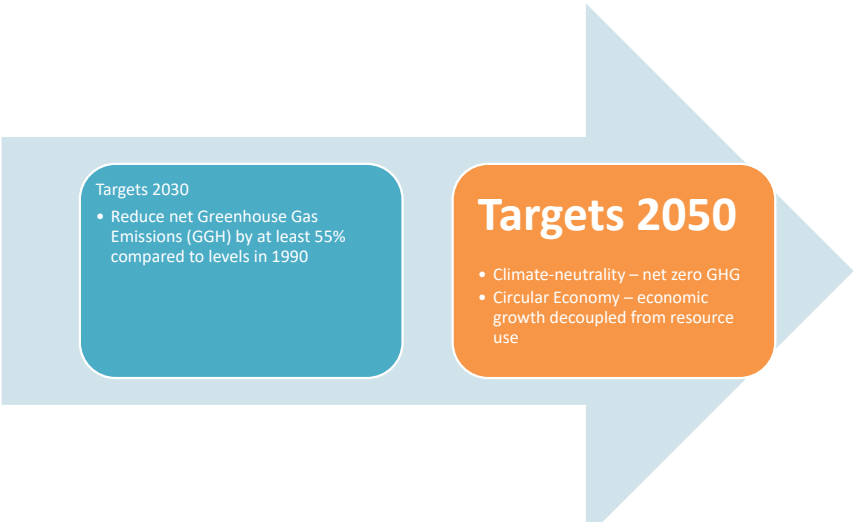 Targets 2030
• Reduce net Greenhouse Gas
Emissions (GGH) by at least 55%
compared to levels in 1990
Targets 2050
• Climate-neutrality – net zero GHG
• Circular Economy – economic
growth decoupled from resource
use